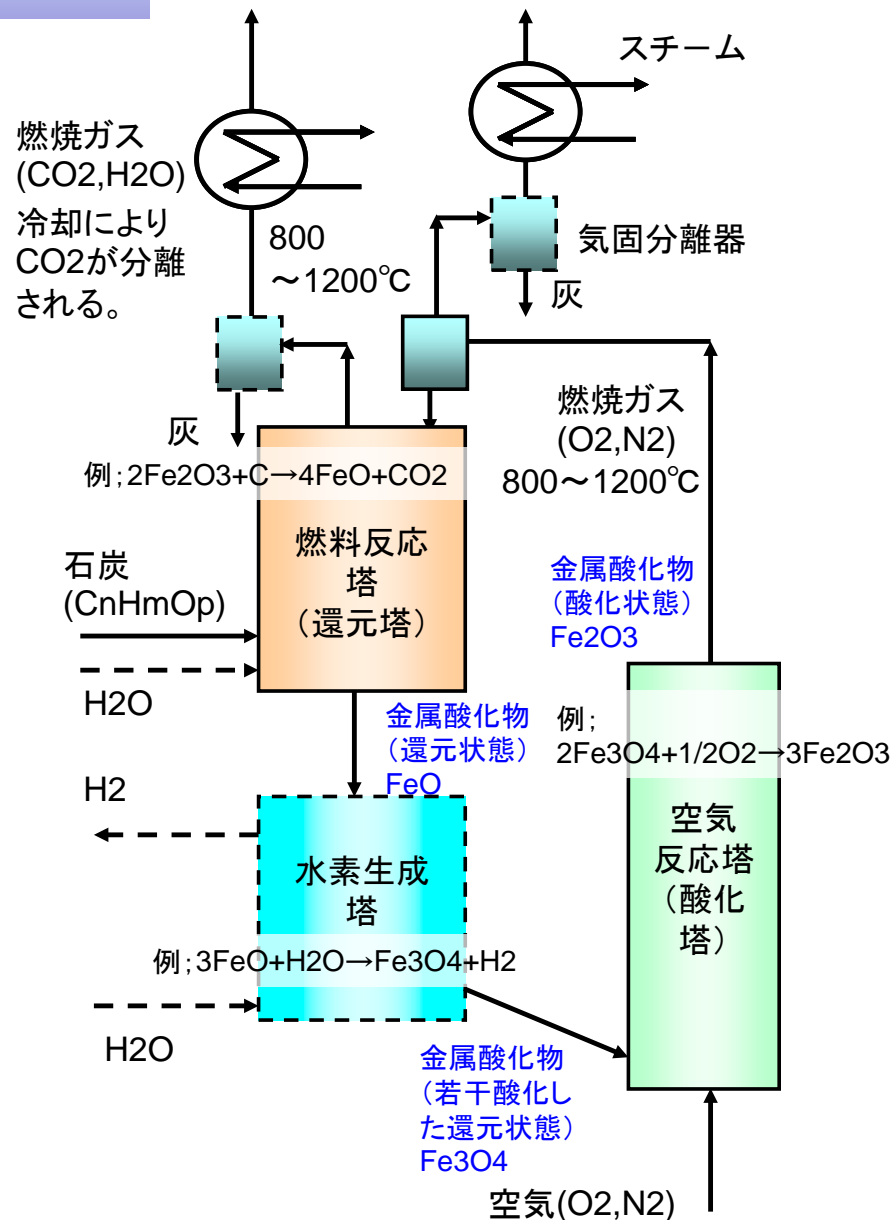 スチーム
燃焼ガス
(CO2,H2O)
冷却により
CO2が分離
される。
800
～1200℃
気固分離器
灰
灰
燃焼ガス
(O2,N2)
800～1200℃
例；2Fe2O3+C→4FeO+CO2
燃料反応
塔
（還元塔）
石炭
(CnHmOp)
H2O
金属酸化物
（酸化状態）
Fe2O3
金属酸化物
（還元状態）
FeO
例；
2Fe3O4+1/2O2→3Fe2O3
H2
水素生成
塔
空気
反応塔
（酸化
塔）
例；3FeO+H2O→Fe3O4+H2
H2O
金属酸化物
（若干酸化し
た還元状態）
Fe3O4
空気(O2,N2)